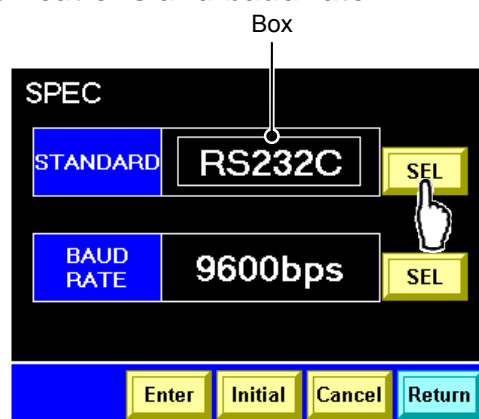 Box
SPEC
STANDARD RS232C SEL
BAUD RATE 9600bps SEL
Enter Initial Cancel Return